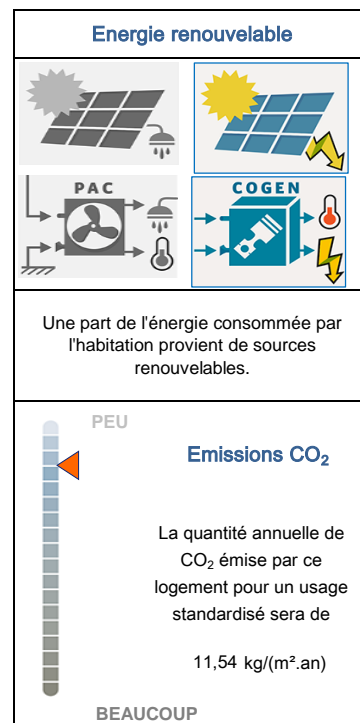 Energie renouvelable
PAC
COGEN
Une part de l'énergie consommée par
l'habitation provient de sources
renouvelables.
PEU
Emissions CO₂
La quantité annuelle de
CO₂ émise par ce
logement pour un usage
standardisé sera de
11,54 kg/(m².an)
BEAUCOUP